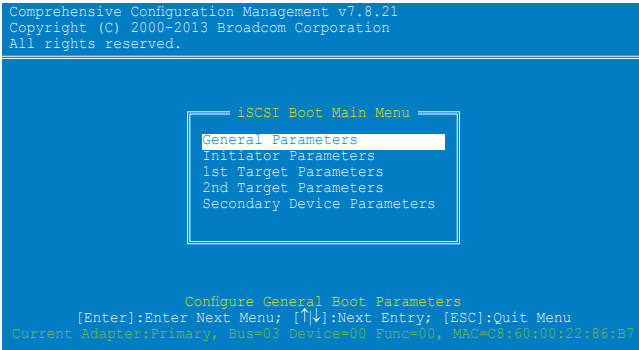 Comprehensive Configuration Management v7.8.21
Copyright (C) 2000-2013 Broadcom Corporation
All rights reserved.
iSCSI Boot Main Menu
General Parameters
Initiator Parameters
1st Target Parameters
2nd Target Parameters
Secondary Device Parameters
Configure General Boot Parameters
[Enter]:Enter Next Menu; [↑|↓]:Next Entry; [ESC]:Quit Menu
Current Adapter:Primary, Bus=03 Device=00 Func=00, MAC=C8:60:00:22:86:B7